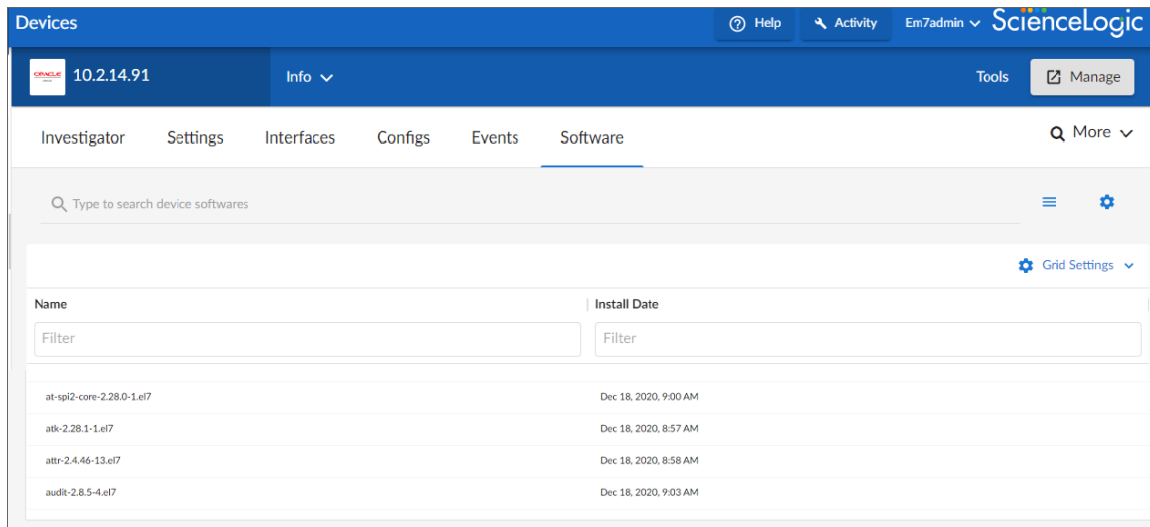 Devices
Help
Activity
Em7admin
ScienceLogic
ORACLE
10.2.14.91
Info
Tools
Manage
Investigator
Settings
Interfaces
Configs
Events
Software
More
Type to search device softwares
Grid Settings
Name
Install Date
Filter
Filter
at-spi2-core-2.28.0-1.el7
Dec 18, 2020, 9:00 AM
atk-2.28.1-1.el7
Dec 18, 2020, 8:57 AM
attr-2.4.46-13.el7
Dec 18, 2020, 8:58 AM
audit-2.8.5-4.el7
Dec 18, 2020, 9:03 AM